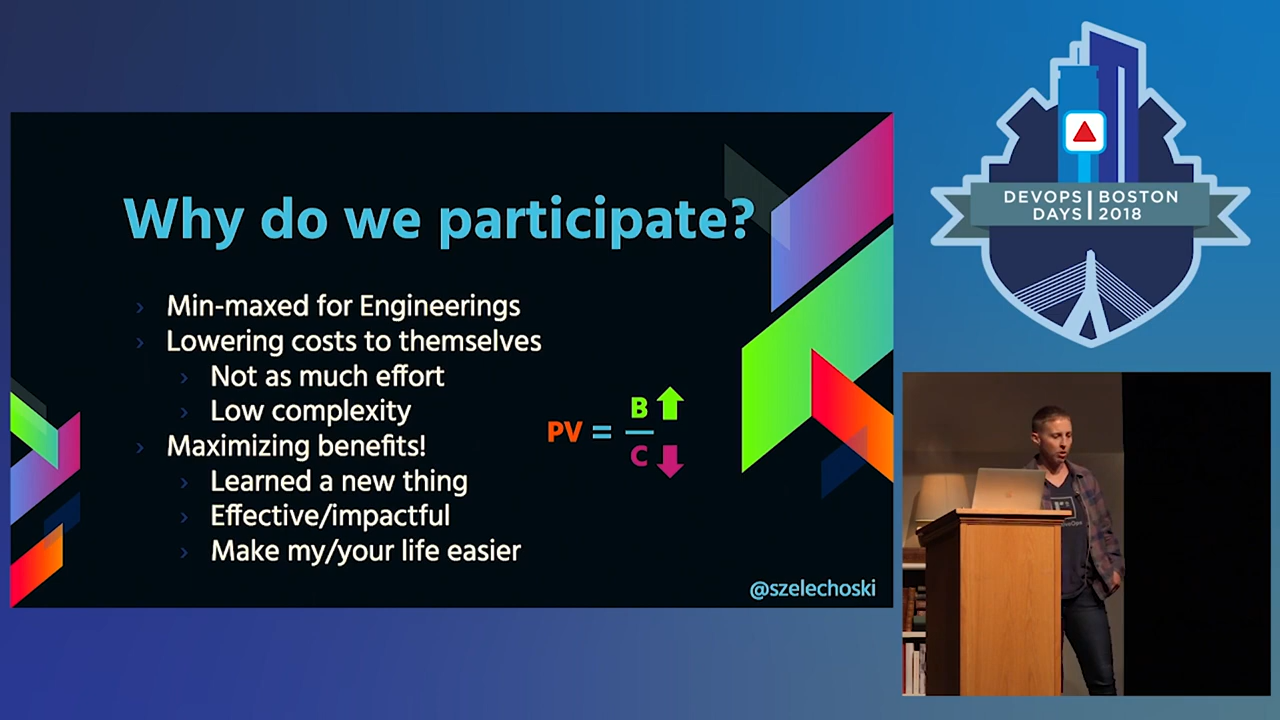 Why do we participate?
Min-maxed for Engineerings
Lowering costs to themselves
Not as much effort
Low complexity
Maximizing benefits!
Learned a new thing
Effective/impactful
Make my/your life easier
PV = B
C
@szelechoski
DEVOPS | BOSTON
DAYS | 2018